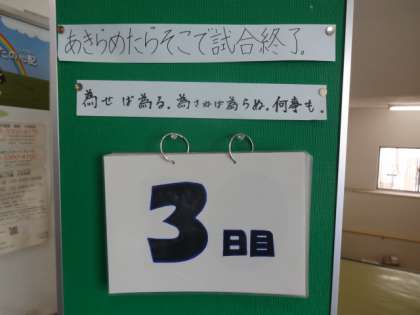 あきらめたらそこで試合終了。
為せば為る。為さねば為らぬ。何事も。
3日目